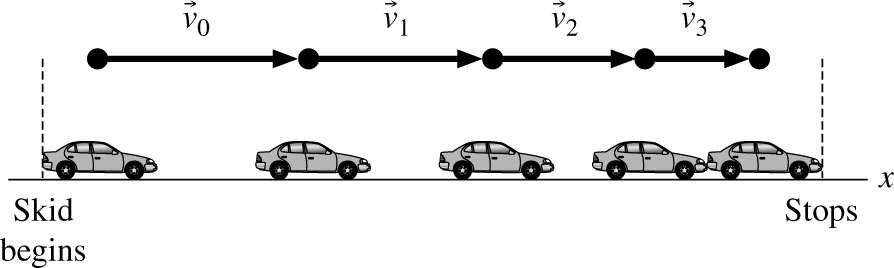 v⃗0 v⃗1 v⃗2 v⃗3
x
Skid begins
Stops